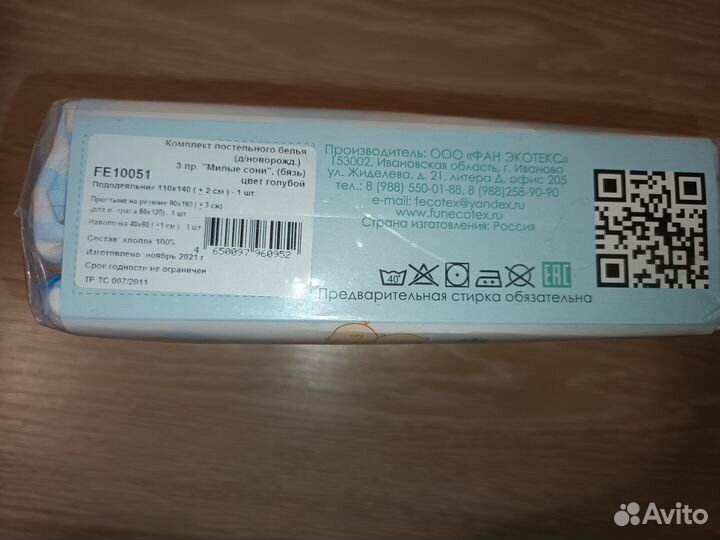 Комплект постельного белья
(д/новорожд.)
FE10051
3 пр. "Милые сони", (бязь)
цвет голубой
Пододеяльник 110х140 ( ± 2 см ) - 1 шт.
Простыня на резинке 90х160 ( ± 3 см)
(для матраса 60х120) 1 шт
Наволочка 40х60 ( ±1 см ) 1 шт
Состав: хлопок 100%
Изготовлено ноябрь 2021 г
Срок годности не ограничен
ТР ТС 007/2011
4 650097 960952
Производитель: ООО «ФАН ЭКОТЕКС»
153002, Ивановская область, г. Иваново
ул. Жиделева, д. 21, литера Д, офис 205
тел.: 8 (988) 550-01-88, 8 (988)258-90-90
e-mail: fecotex@yandex.ru
www.funecotex.ru
Страна изготовления: Россия
40°
EAC
Предварительная стирка обязательна
Avito